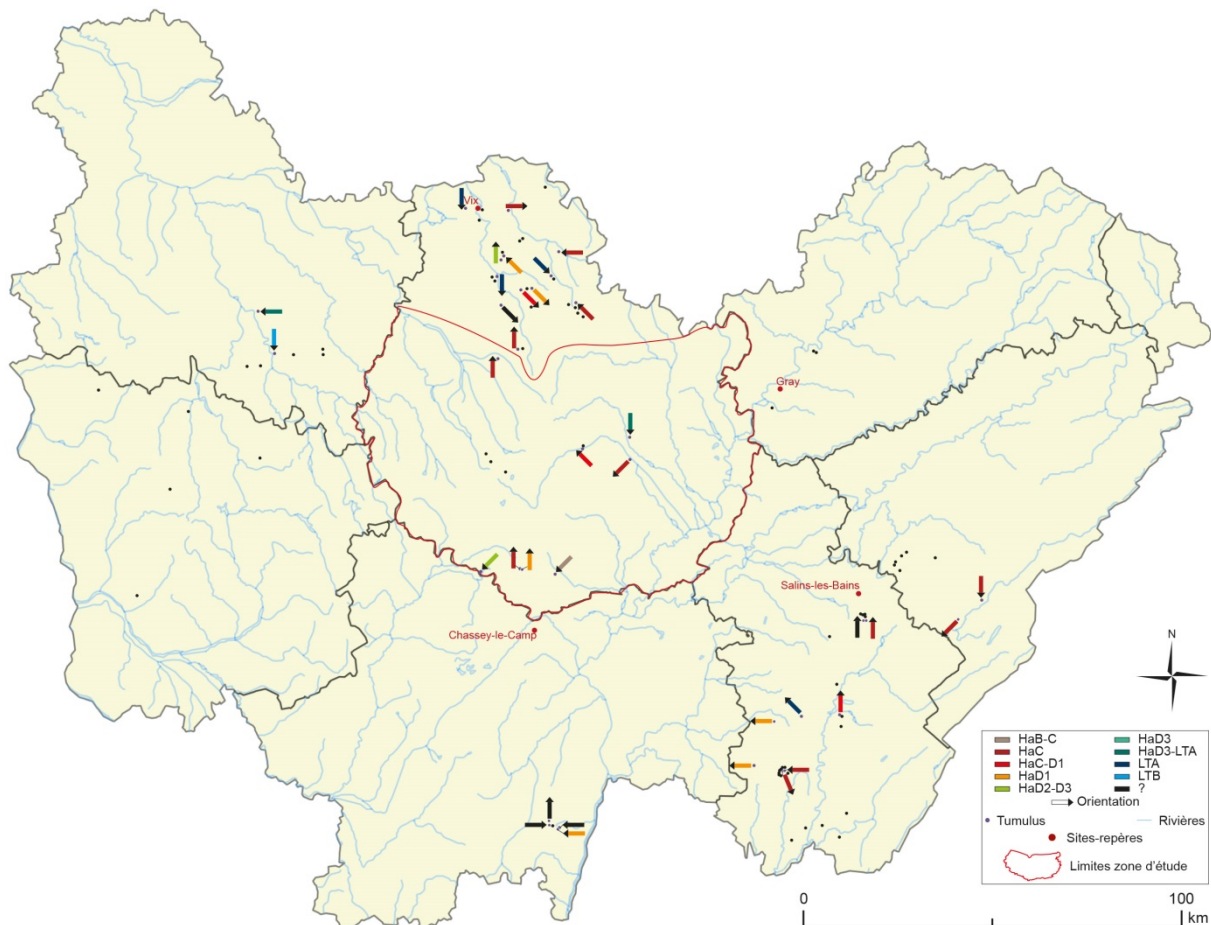 Vix
Gray
Salins-les-Bains
Chassey-le-Camp
N
HaB-C
HaC
HaC-D1
HaD1
HaD2-D3
HaD3
HaD3-LTA
LTA
LTB
?
Orientation
Tumulus
Rivières
Sites-repères
Limites zone d'étude
0
100
km